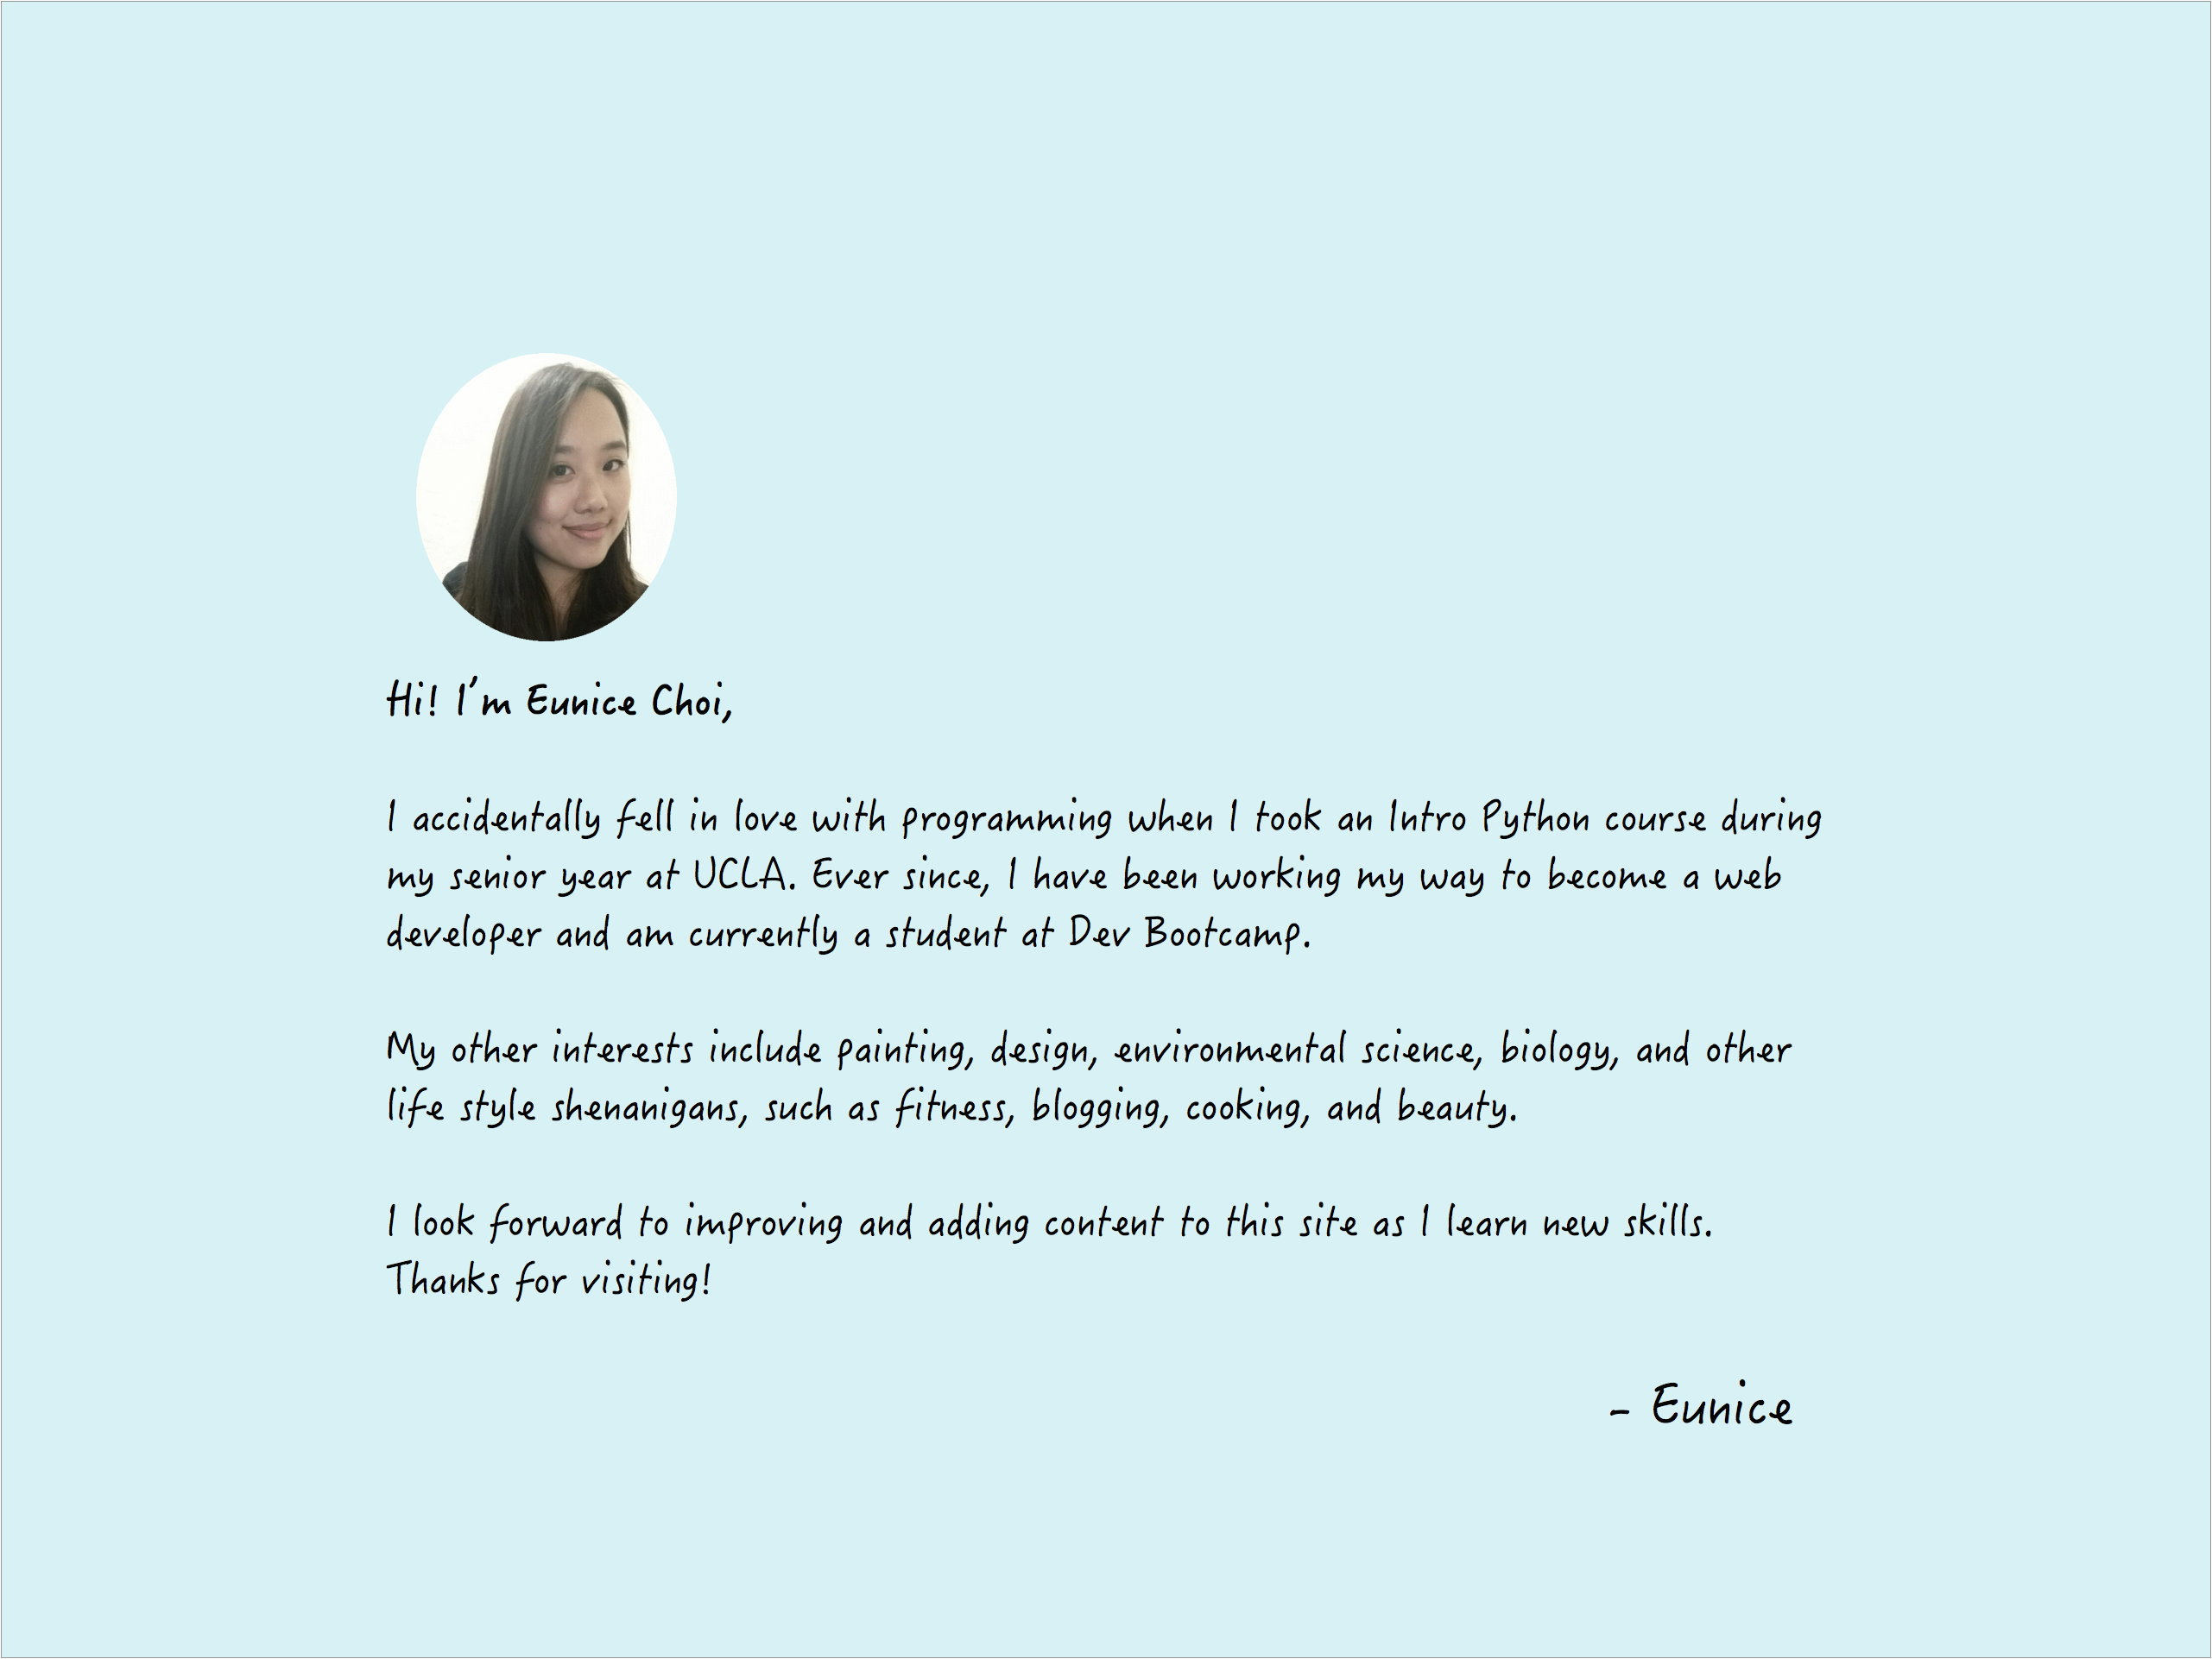 Hi! I'm Eunice Choi,
I accidentally fell in love with programming when I took an Intro Python course during
my senior year at UCLA. Ever since, I have been working my way to become a web
developer and am currently a student at Dev Bootcamp.
My other interests include painting, design, environmental science, biology, and other
life style shenanigans, such as fitness, blogging, cooking, and beauty.
I look forward to improving and adding content to this site as I learn new skills.
Thanks for visiting!
- Eunice